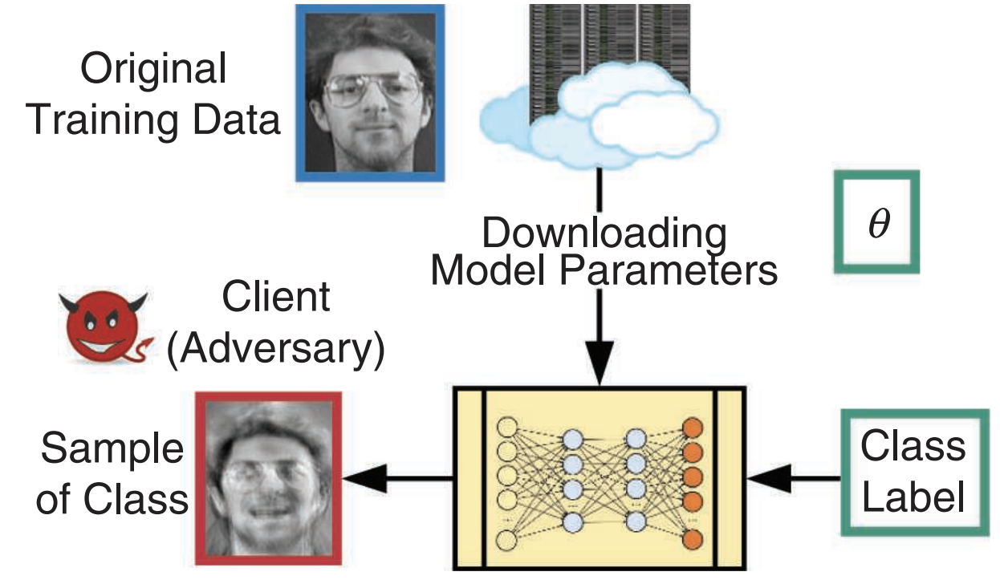 Original
Training Data
Downloading
Model Parameters
θ
Client
(Adversary)
Sample
of Class
Class
Label